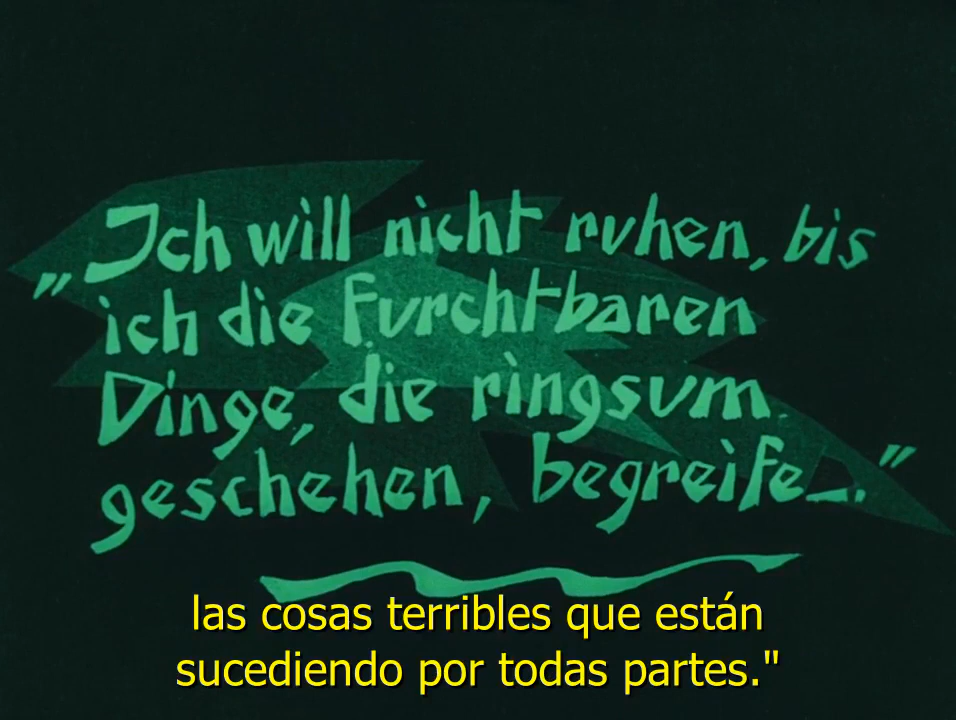 „Ich will nicht ruhen, bis
ich die furchtbaren
Dinge, die ringsum
geschehen, begreife_."
las cosas terribles que están
sucediendo por todas partes."